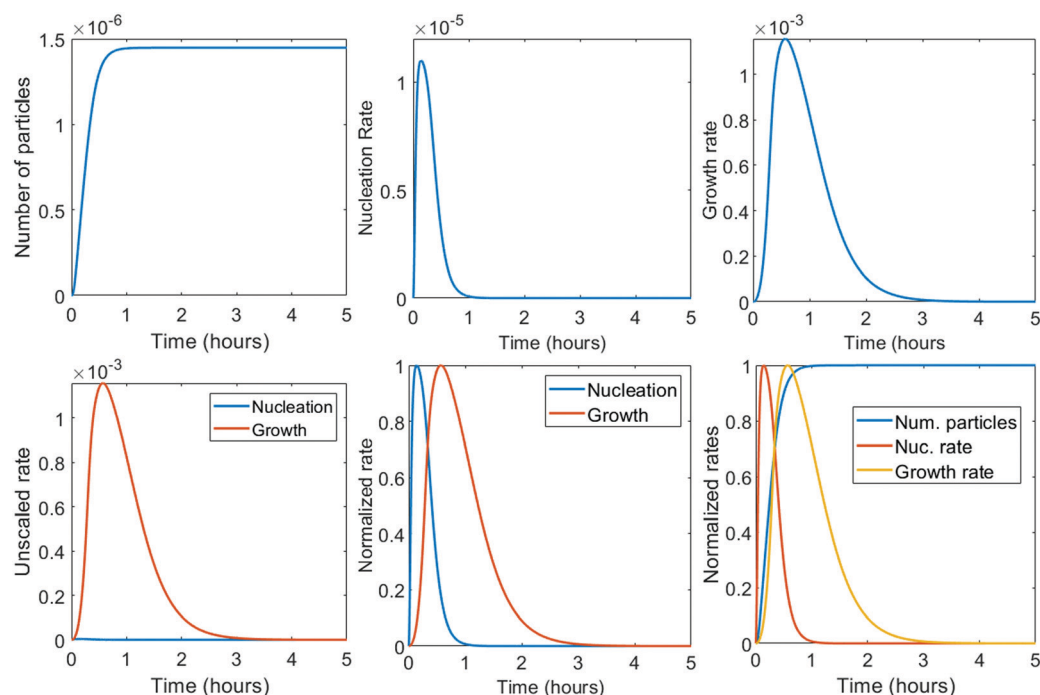 ×10⁻⁶
1.5
1
0.5
0
0 1 2 3 4 5
Number of particles
Time (hours)
×10⁻⁵
1
0.5
0
0 1 2 3 4 5
Nucleation Rate
Time (hours)
×10⁻³
1
0.8
0.6
0.4
0.2
0
0 1 2 3 4 5
Growth rate
Time (hours
×10⁻³
1
0.8
0.6
0.4
0.2
0
0 1 2 3 4 5
Unscaled rate
Time (hours)
Nucleation
Growth
1
0.8
0.6
0.4
0.2
0
0 1 2 3 4 5
Normalized rate
Time (hours)
Nucleation
Growth
1
0.8
0.6
0.4
0.2
0
0 1 2 3 4 5
Normalized rates
Time (hours)
Num. particles
Nuc. rate
Growth rate